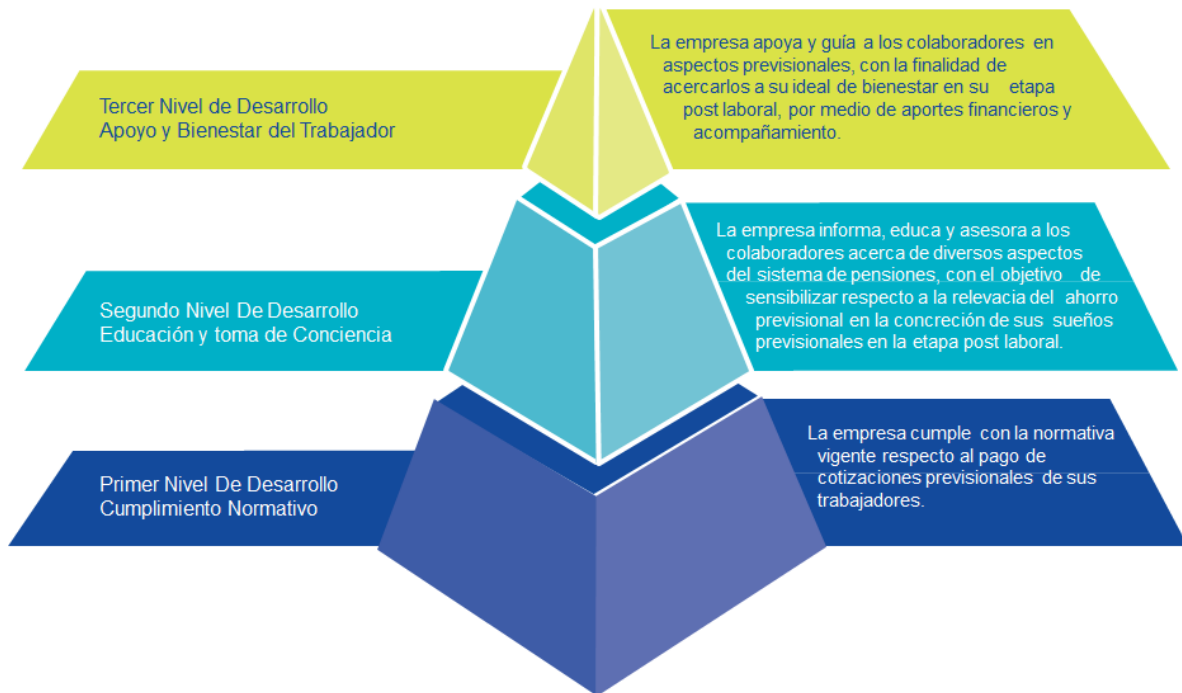 Tercer Nivel de Desarrollo
Apoyo y Bienestar del Trabajador
La empresa apoya y guía a los colaboradores en
aspectos previsionales, con la finalidad de
acercarlos a su ideal de bienestar en su etapa
post laboral, por medio de aportes financieros y
acompañamiento.
Segundo Nivel De Desarrollo
Educación y toma de Conciencia
La empresa informa, educa y asesora a los
colaboradores acerca de diversos aspectos
del sistema de pensiones, con el objetivo de
sensibilizar respecto a la relevacia del ahorro
previsional en la concreción de sus sueños
previsionales en la etapa post laboral.
Primer Nivel De Desarrollo
Cumplimiento Normativo
La empresa cumple con la normativa
vigente respecto al pago de
cotizaciones previsionales de sus
trabajadores.